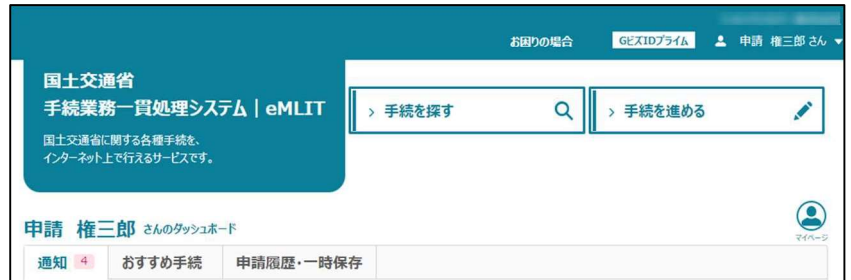 お困りの場合
GビズIDプライム
申請 権三郎 さん ▼
国土交通省
手続業務一貫処理システム | eMLIT
国土交通省に関する各種手続を、
インターネット上で行えるサービスです。
> 手続を探す
> 手続を進める
申請 権三郎 さんのダッシュボード
マイページ
通知 4
おすすめ手続
申請履歴・一時保存